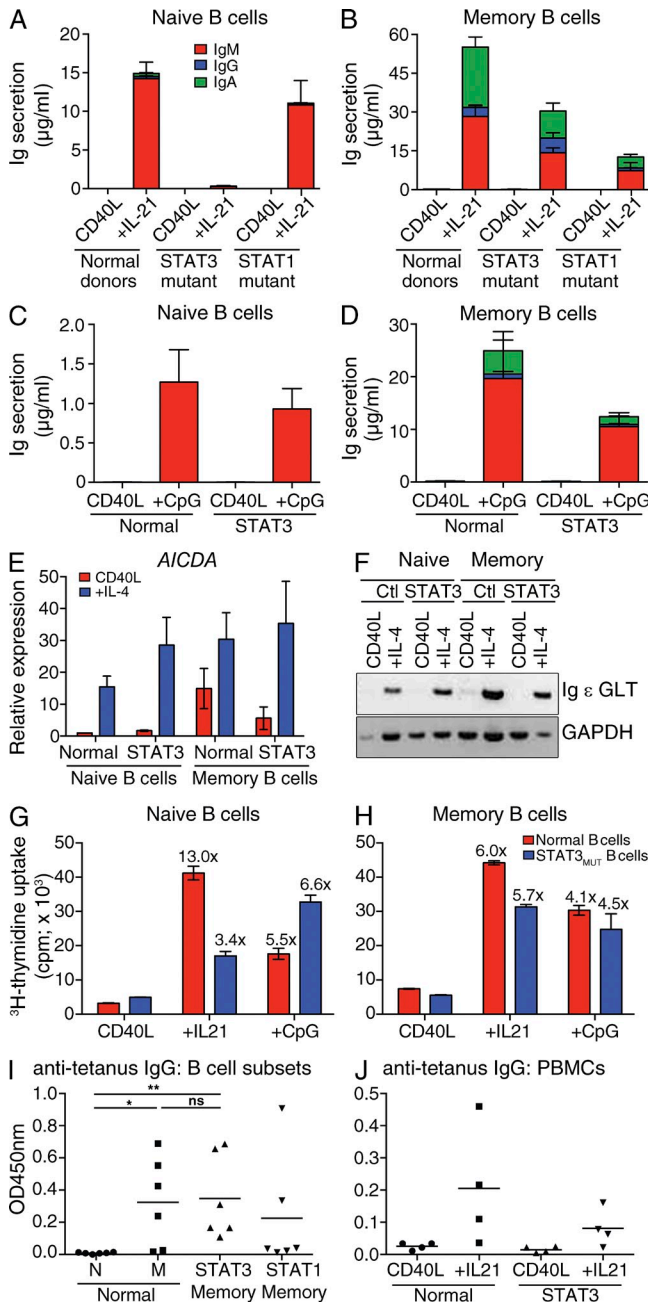 A
Naive B cells
Ig secretion
(µg/ml)
20
15
10
5
0
IgM
IgG
IgA
CD40L
+IL-21
CD40L
+IL-21
CD40L
+IL-21
Normal
donors
STAT3
mutant
STAT1
mutant
B
Memory B cells
Ig secretion
(µg/ml)
60
45
30
15
0
CD40L
+IL-21
CD40L
+IL-21
CD40L
+IL-21
Normal
donors
STAT3
mutant
STAT1
mutant
C
Naive B cells
Ig secretion
(µg/ml)
2.0
1.5
1.0
0.5
0
CD40L +CpG CD40L +CpG
Normal STAT3
D
Memory B cells
Ig secretion
(µg/ml)
30
20
10
0
CD40L +CpG CD40L +CpG
Normal STAT3
E
AICDA
Relative expression
50
40
30
20
10
0
CD40L
+IL-4
Normal STAT3 Normal STAT3
Naive B cells Memory B cells
F
Naive Memory
Ctl STAT3 Ctl STAT3
CD40L
+IL-4
CD40L
+IL-4
CD40L
+IL-4
CD40L
+IL-4
Ig ε GLT
GAPDH
G
Naive B cells
³H-thymidine uptake
(cpm; x 10³)
50
40
30
20
10
0
13.0x
3.4x
5.5x
6.6x
CD40L +IL21 +CpG
H
Memory B cells
50
40
30
20
10
0
Normal B cells
STAT3MUT B cells
6.0x
5.7x
4.1x
4.5x
CD40L +IL21 +CpG
I
anti-tetanus IgG: B cell subsets
OD450nm
1.0
0.8
0.6
0.4
0.2
0.0
**
*
ns
N M STAT3 STAT1
Normal Memory Memory
J
anti-tetanus IgG: PBMCs
0.5
0.4
0.3
0.2
0.1
0.0
CD40L +IL21 CD40L +IL21
Normal STAT3